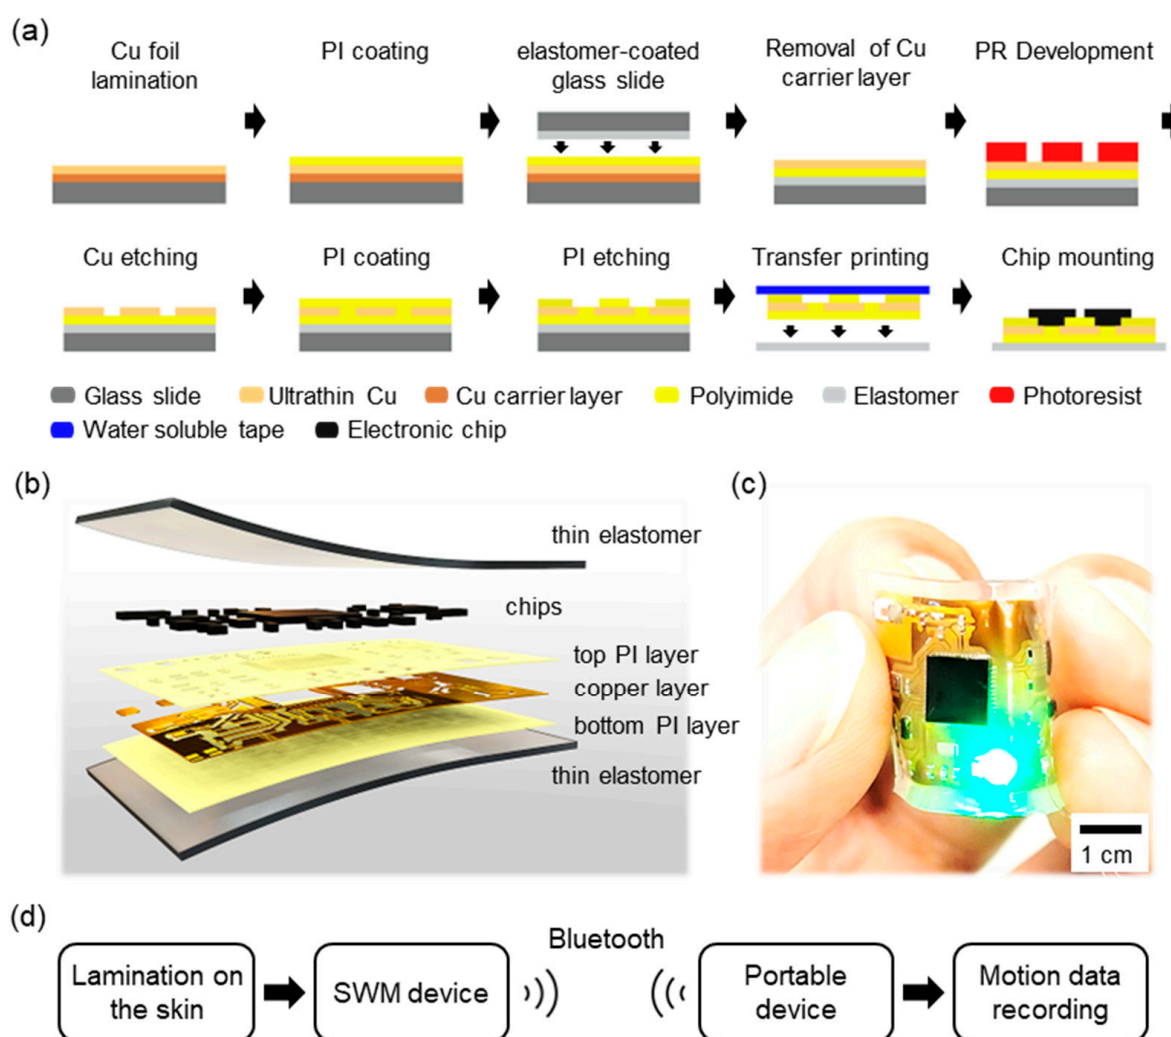 (a)
Cu foil
lamination
PI coating
elastomer-coated
glass slide
Removal of Cu
carrier layer
PR Development
Cu etching
PI coating
PI etching
Transfer printing
Chip mounting
Glass slide
Ultrathin Cu
Cu carrier layer
Polyimide
Elastomer
Photoresist
Water soluble tape
Electronic chip
(b)
thin elastomer
chips
top PI layer
copper layer
bottom PI layer
thin elastomer
(c)
1 cm
(d)
Lamination on
the skin
SWM device
Bluetooth
Portable
device
Motion data
recording